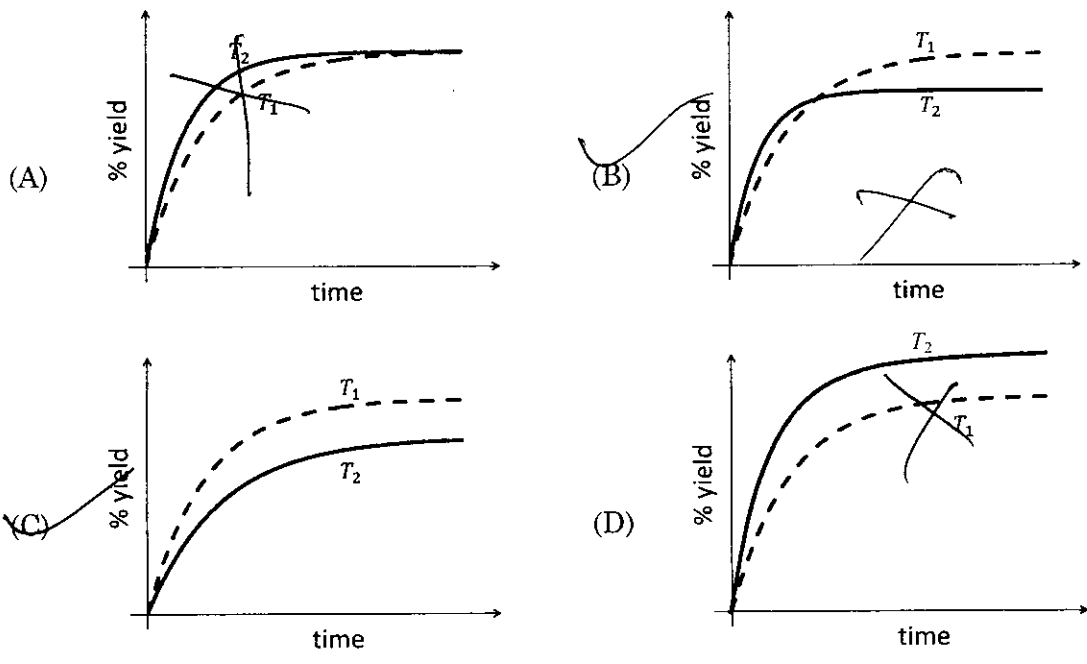 % yield
T₂
T₁
(A)
time
% yield
T₁
T₂
(B)
time
% yield
T₁
T₂
(C)
time
% yield
T₂
T₁
(D)
time